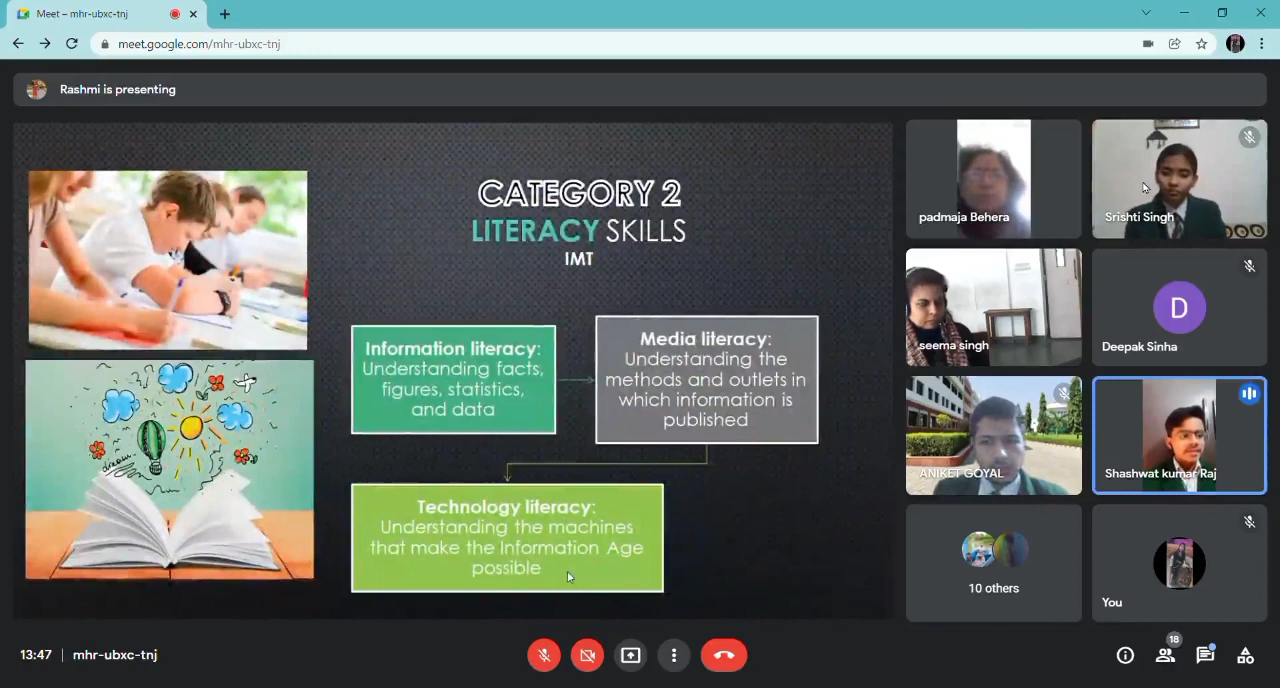 Meet – mhr-ubxc-tnj
meet.google.com/mhr-ubxc-tnj
Rashmi is presenting
CATEGORY 2
LITERACY SKILLS
IMT
Information literacy:
Understanding facts,
figures, statistics,
and data
Media literacy:
Understanding the
methods and outlets in
which information is
published
Technology literacy:
Understanding the machines
that make the Information Age
possible
padmaja Behera
Srishti Singh
seema singh
D
Deepak Sinha
ANIKET GOYAL
Shashwat kumar Raj
10 others
You
13:47 | mhr-ubxc-tnj
18